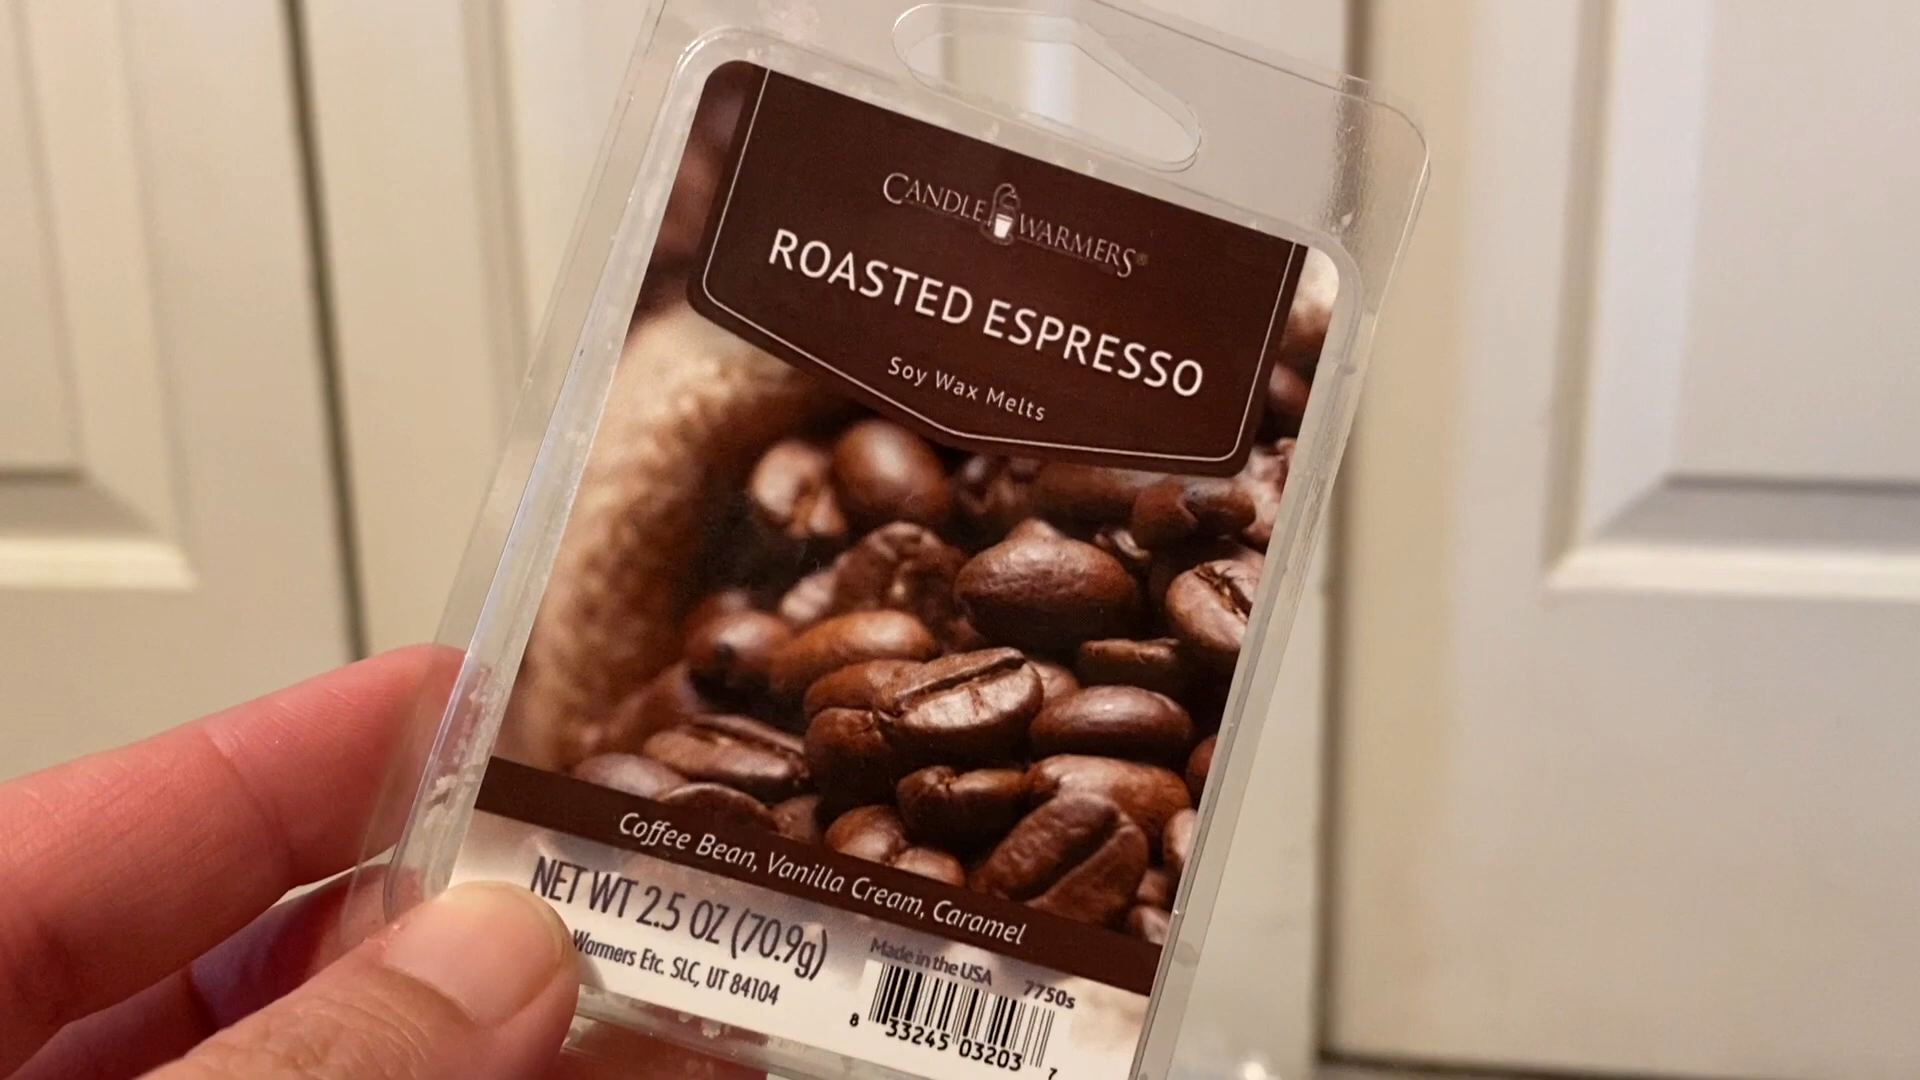 CANDLE WARMERS®
ROASTED ESPRESSO
Soy Wax Melts
Coffee Bean, Vanilla Cream, Caramel
NET WT 2.5 OZ (70.9g)
Warmers Etc. SLC, UT 84104
Made in the USA
7750s
8 33245 03203 7